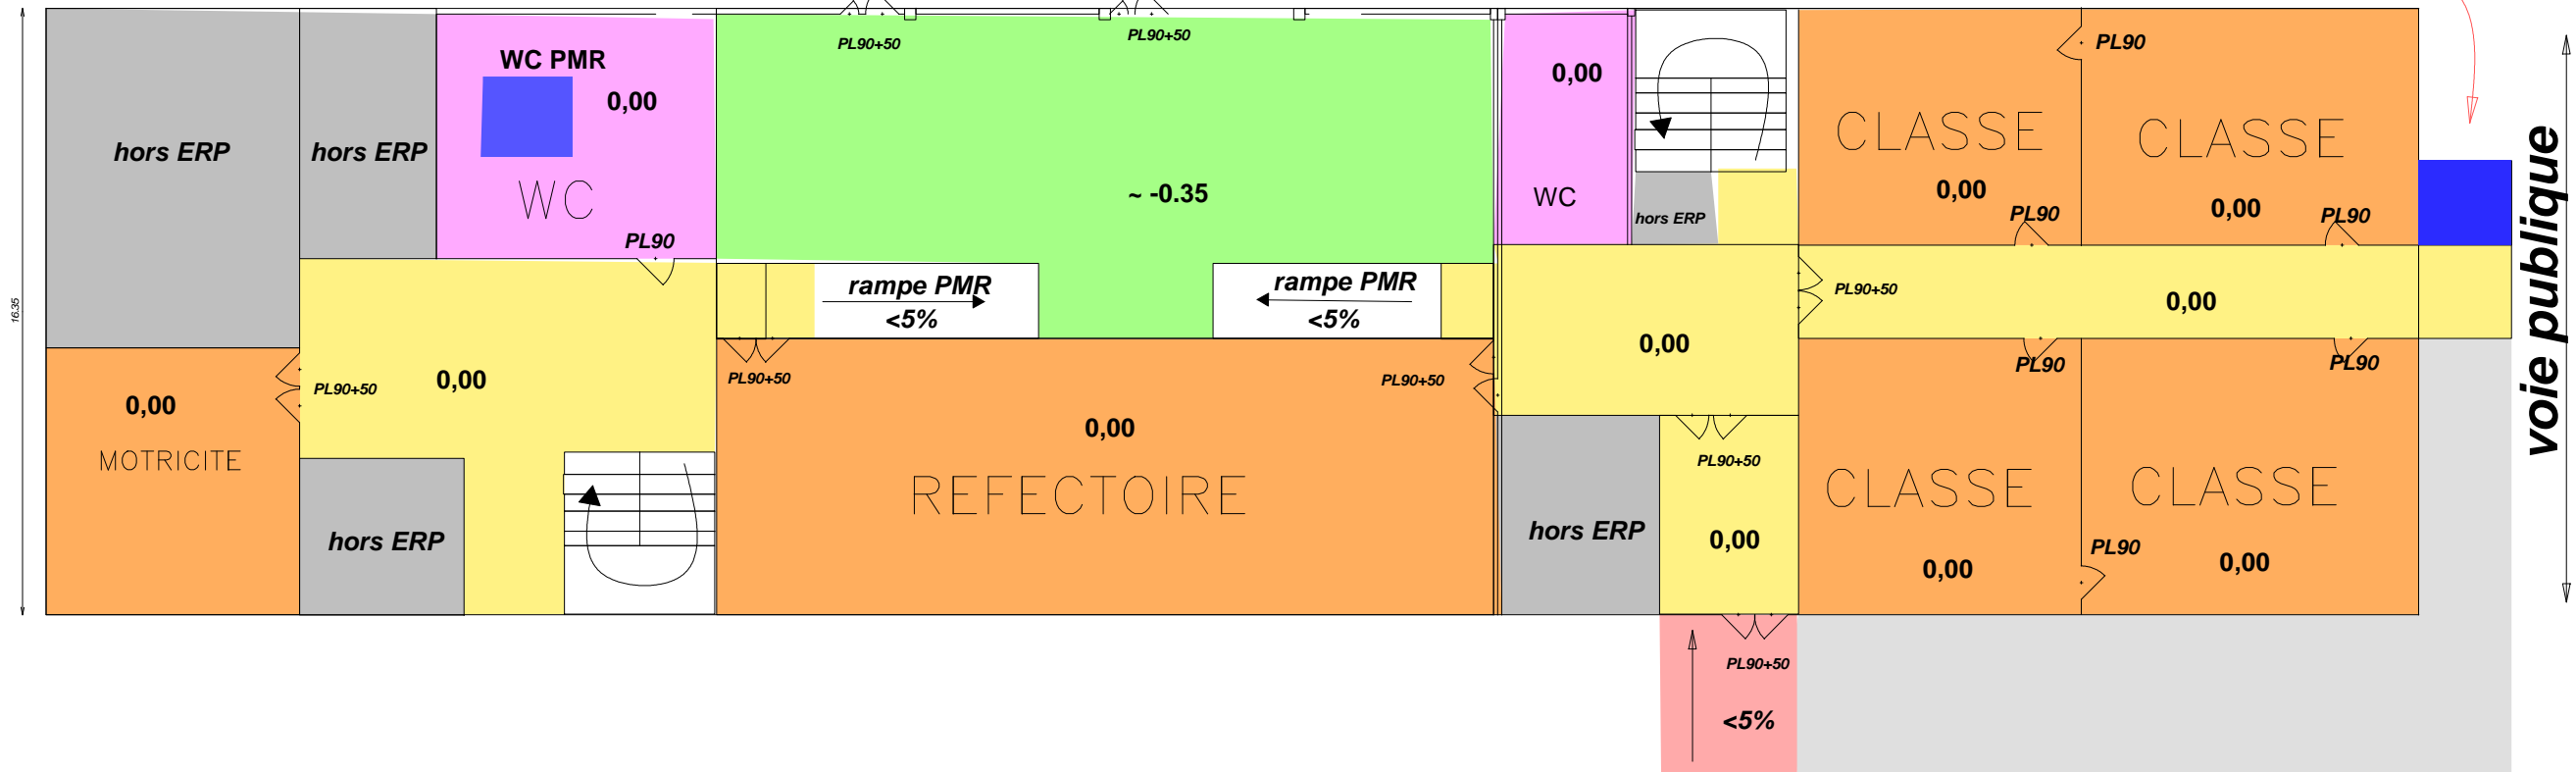 PL90+50
PL90+50
PL90
WC PMR
0,00
0,00
CLASSE
CLASSE
hors ERP
hors ERP
WC
~ -0.35
WC
0,00
0,00
hors ERP
PL90
PL90
PL90
rampe PMR
<5%
rampe PMR
<5%
PL90+50
0,00
voie publique
16.35
0,00
PL90
PL90
0,00
MOTRICITE
PL90+50
0,00
PL90+50
PL90+50
0,00
REFECTOIRE
PL90+50
CLASSE
CLASSE
hors ERP
hors ERP
0,00
PL90
0,00
0,00
PL90+50
<5%